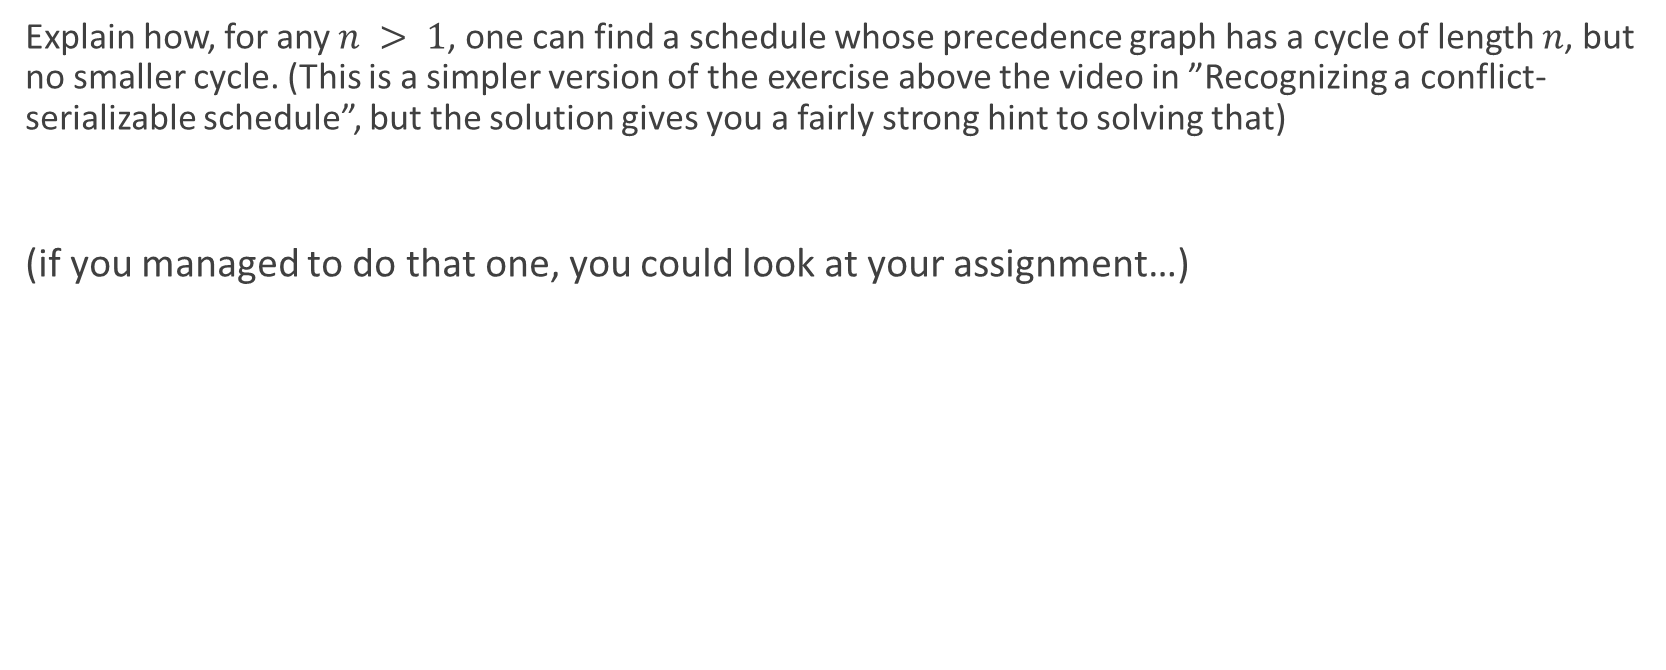 Explain how, for any n > 1, one can find a schedule whose precedence graph has a cycle of length n, but
no smaller cycle. (This is a simpler version of the exercise above the video in ”Recognizing a conflict-
serializable schedule”, but the solution gives you a fairly strong hint to solving that)
(if you managed to do that one, you could look at your assignment…)